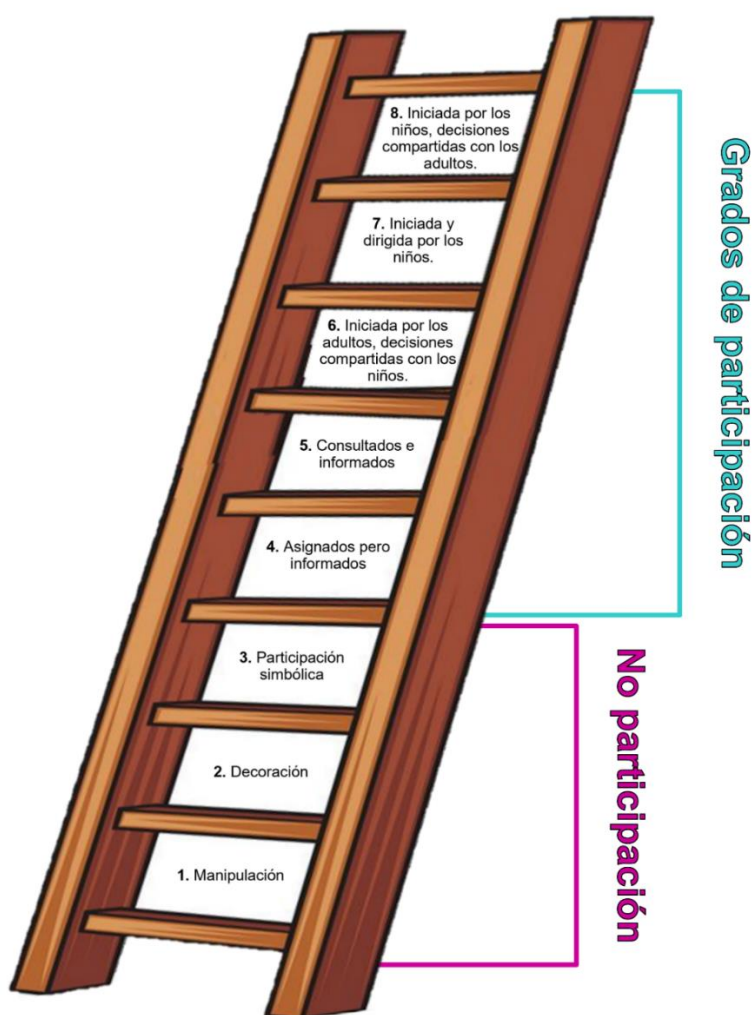 8. Iniciada por los
niños, decisiones
compartidas con los
adultos.
7. Iniciada y
dirigida por los
niños.
6. Iniciada por los
adultos, decisiones
compartidas con los
niños.
5. Consultados e
informados
4. Asignados pero
informados
3. Participación
simbólica
2. Decoración
1. Manipulación
Grados de participación
No participación